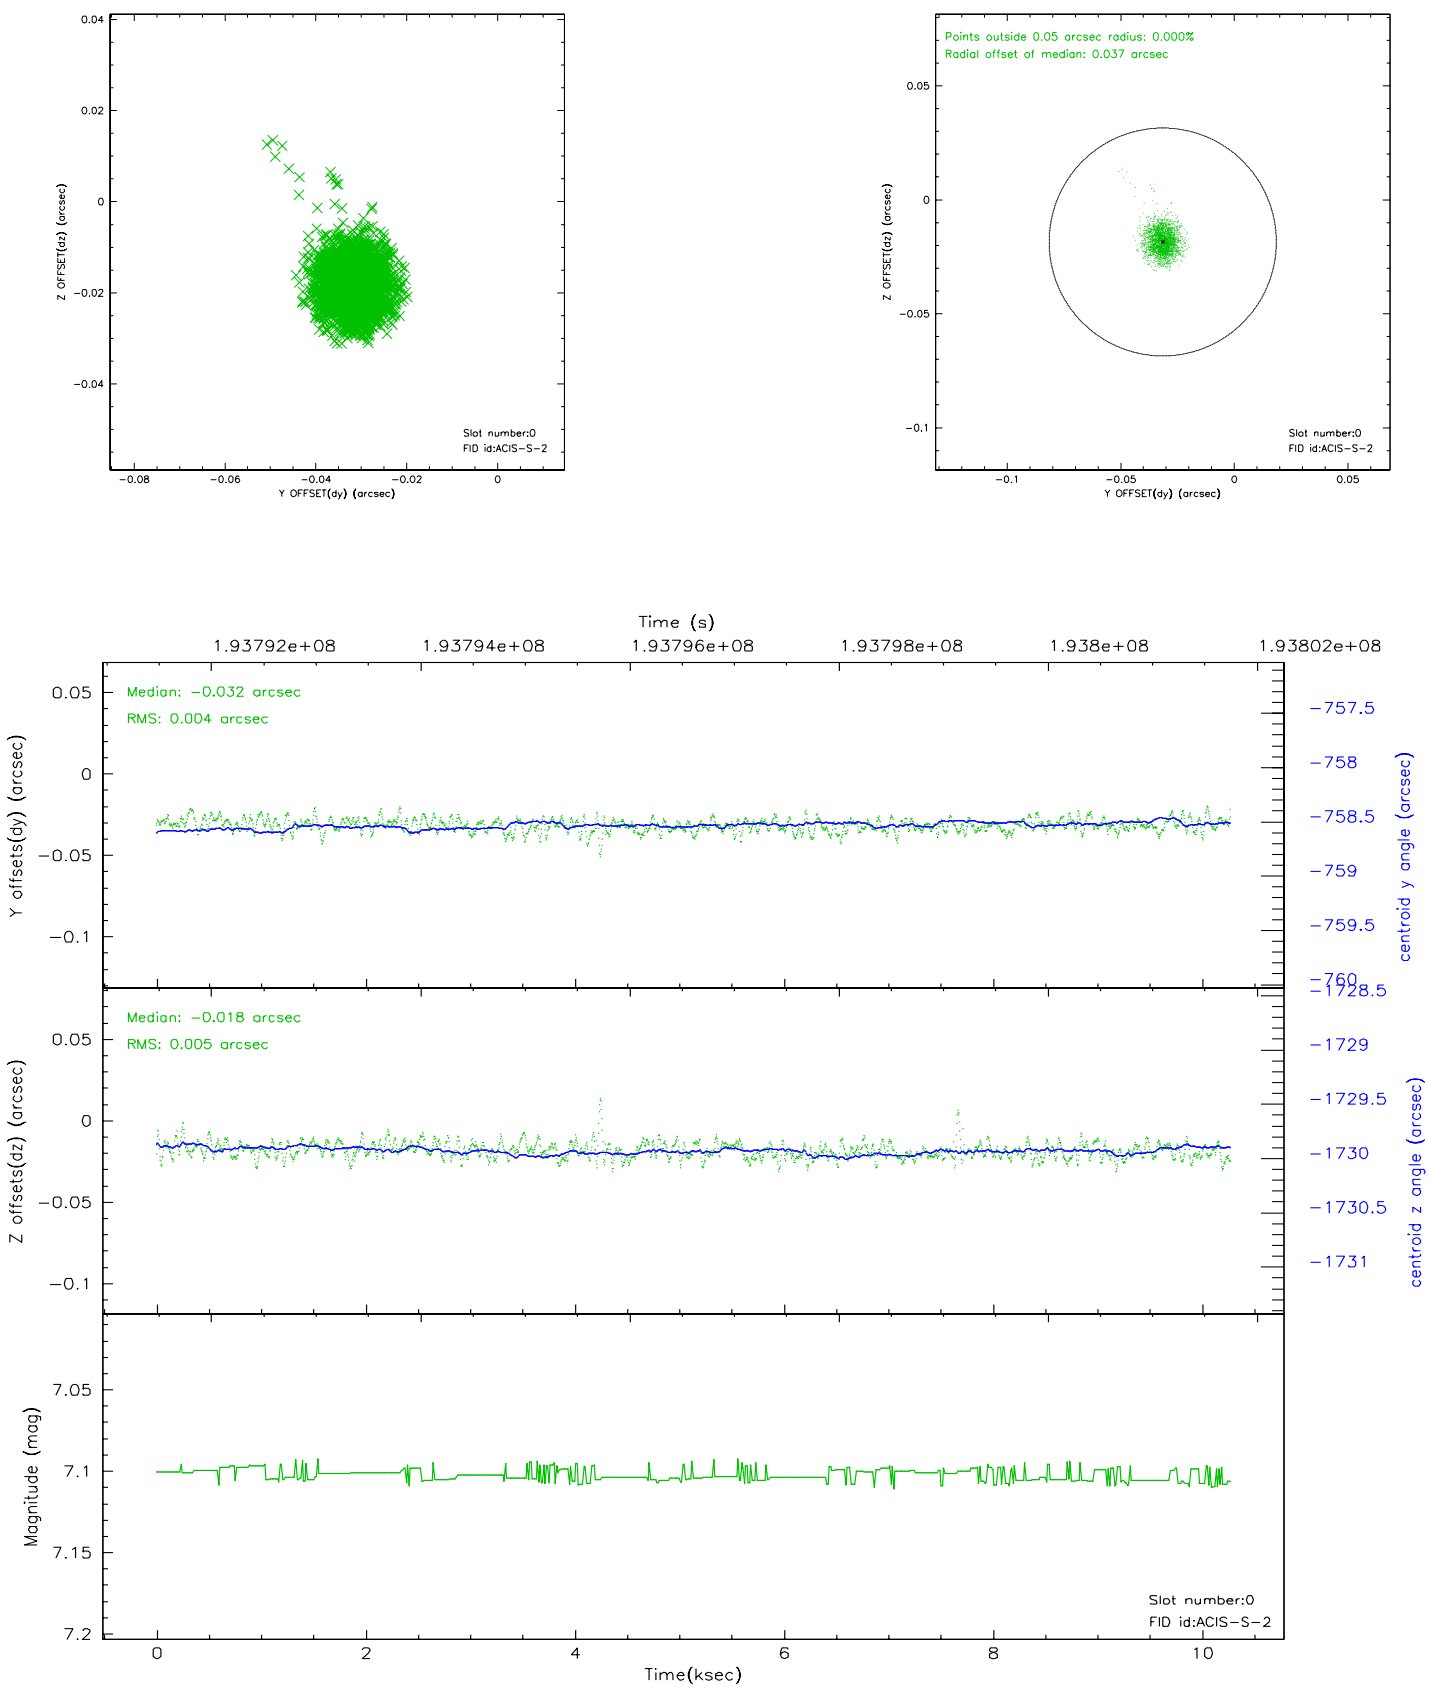 0.04
0.02
0
−0.02
−0.04
Z OFFSET(dz) (arcsec)
Slot number:0
FID id:ACIS−S−2
−0.08 −0.06 −0.04 −0.02 0
Y OFFSET(dy) (arcsec)
Points outside 0.05 arcsec radius: 0.000%
Radial offset of median: 0.037 arcsec
0.05
0
−0.05
−0.1
Z OFFSET(dz) (arcsec)
Slot number:0
FID id:ACIS−S−2
−0.1 −0.05 0 0.05
Y OFFSET(dy) (arcsec)
Time (s)
1.93792e+08 1.93794e+08 1.93796e+08 1.93798e+08 1.938e+08 1.93802e+08
Median: −0.032 arcsec
RMS: 0.004 arcsec
0.05
0
−0.05
−0.1
Y offsets(dy) (arcsec)
−757.5
−758
−758.5
−759
−759.5
−760
centroid y angle (arcsec)
Median: −0.018 arcsec
RMS: 0.005 arcsec
0.05
0
−0.05
−0.1
Z offsets(dz) (arcsec)
−1728.5
−1729
−1729.5
−1730
−1730.5
−1731
centroid z angle (arcsec)
7.05
7.1
7.15
7.2
Magnitude (mag)
Slot number:0
FID id:ACIS−S−2
0 2 4 6 8 10
Time(ksec)